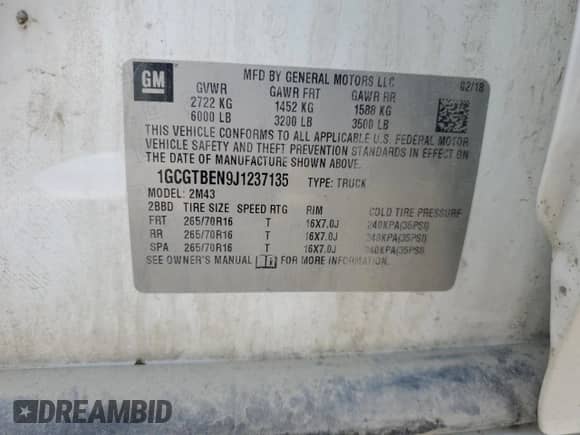 GM
MFD BY GENERAL MOTORS LLC
02/18
GVWR GAWR FRT GAWR RR
2722 KG 1452 KG 1588 KG
6000 LB 3200 LB 3500 LB
THIS VEHICLE CONFORMS TO ALL APPLICABLE U.S. FEDERAL MOTOR
VEHICLE SAFETY AND THEFT PREVENTION STANDARDS IN EFFECT ON
THE DATE OF MANUFACTURE SHOWN ABOVE.
1GCGTBEN9J1237135 TYPE: TRUCK
MODEL: 2M43
2BBD TIRE SIZE SPEED RTG RIM COLD TIRE PRESSURE
FRT 265/70R16 T 16X7.0J 240KPA(35PSI)
RR 265/70R16 T 16X7.0J 240KPA(35PSI)
SPA 265/70R16 T 16X7.0J 240KPA(35PSI)
SEE OWNER'S MANUAL FOR MORE INFORMATION.
DREAMBID